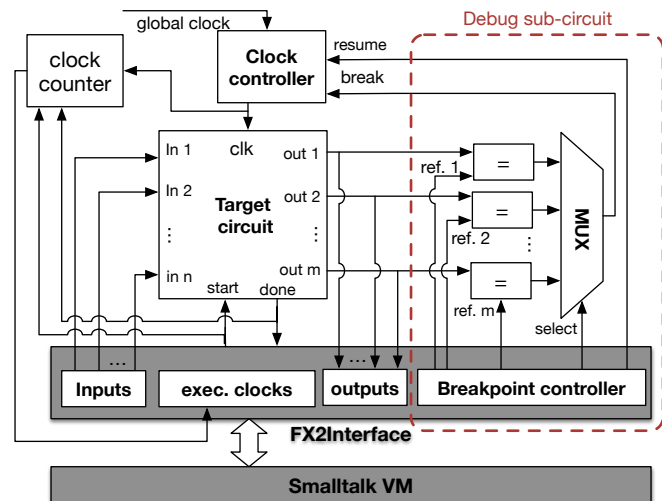 Debug sub-circuit
global clock
clock
counter
Clock
controller
resume
break
In 1
clk
out 1
ref. 1
=
In 2
out 2
=
Target
circuit
MUX
ref. 2
⋮
⋮
⋮
in n
out m
=
start
done
ref. m
select
...
...
Inputs
exec. clocks
outputs
Breakpoint controller
FX2Interface
Smalltalk VM